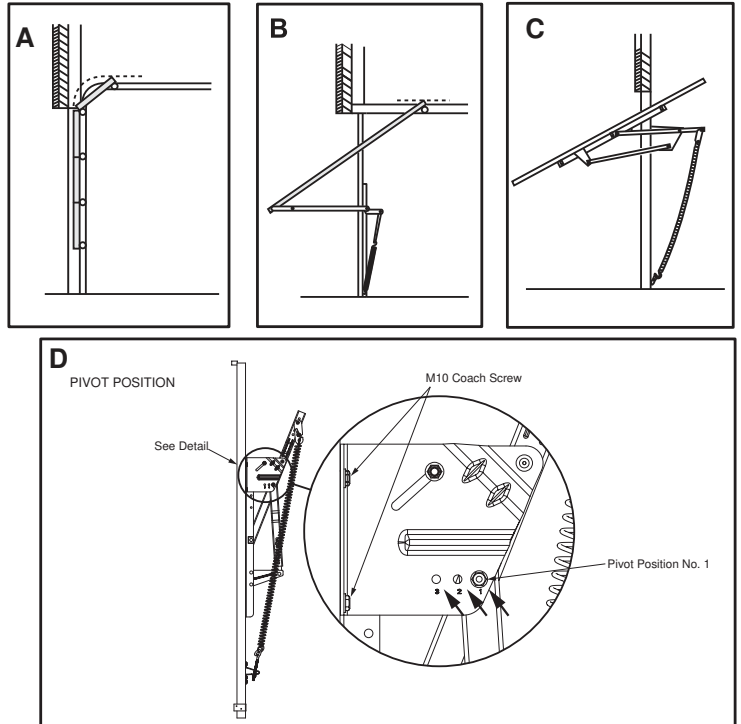 A
B
C
D
PIVOT POSITION
M10 Coach Screw
See Detail
Pivot Position No. 1
3 2 1